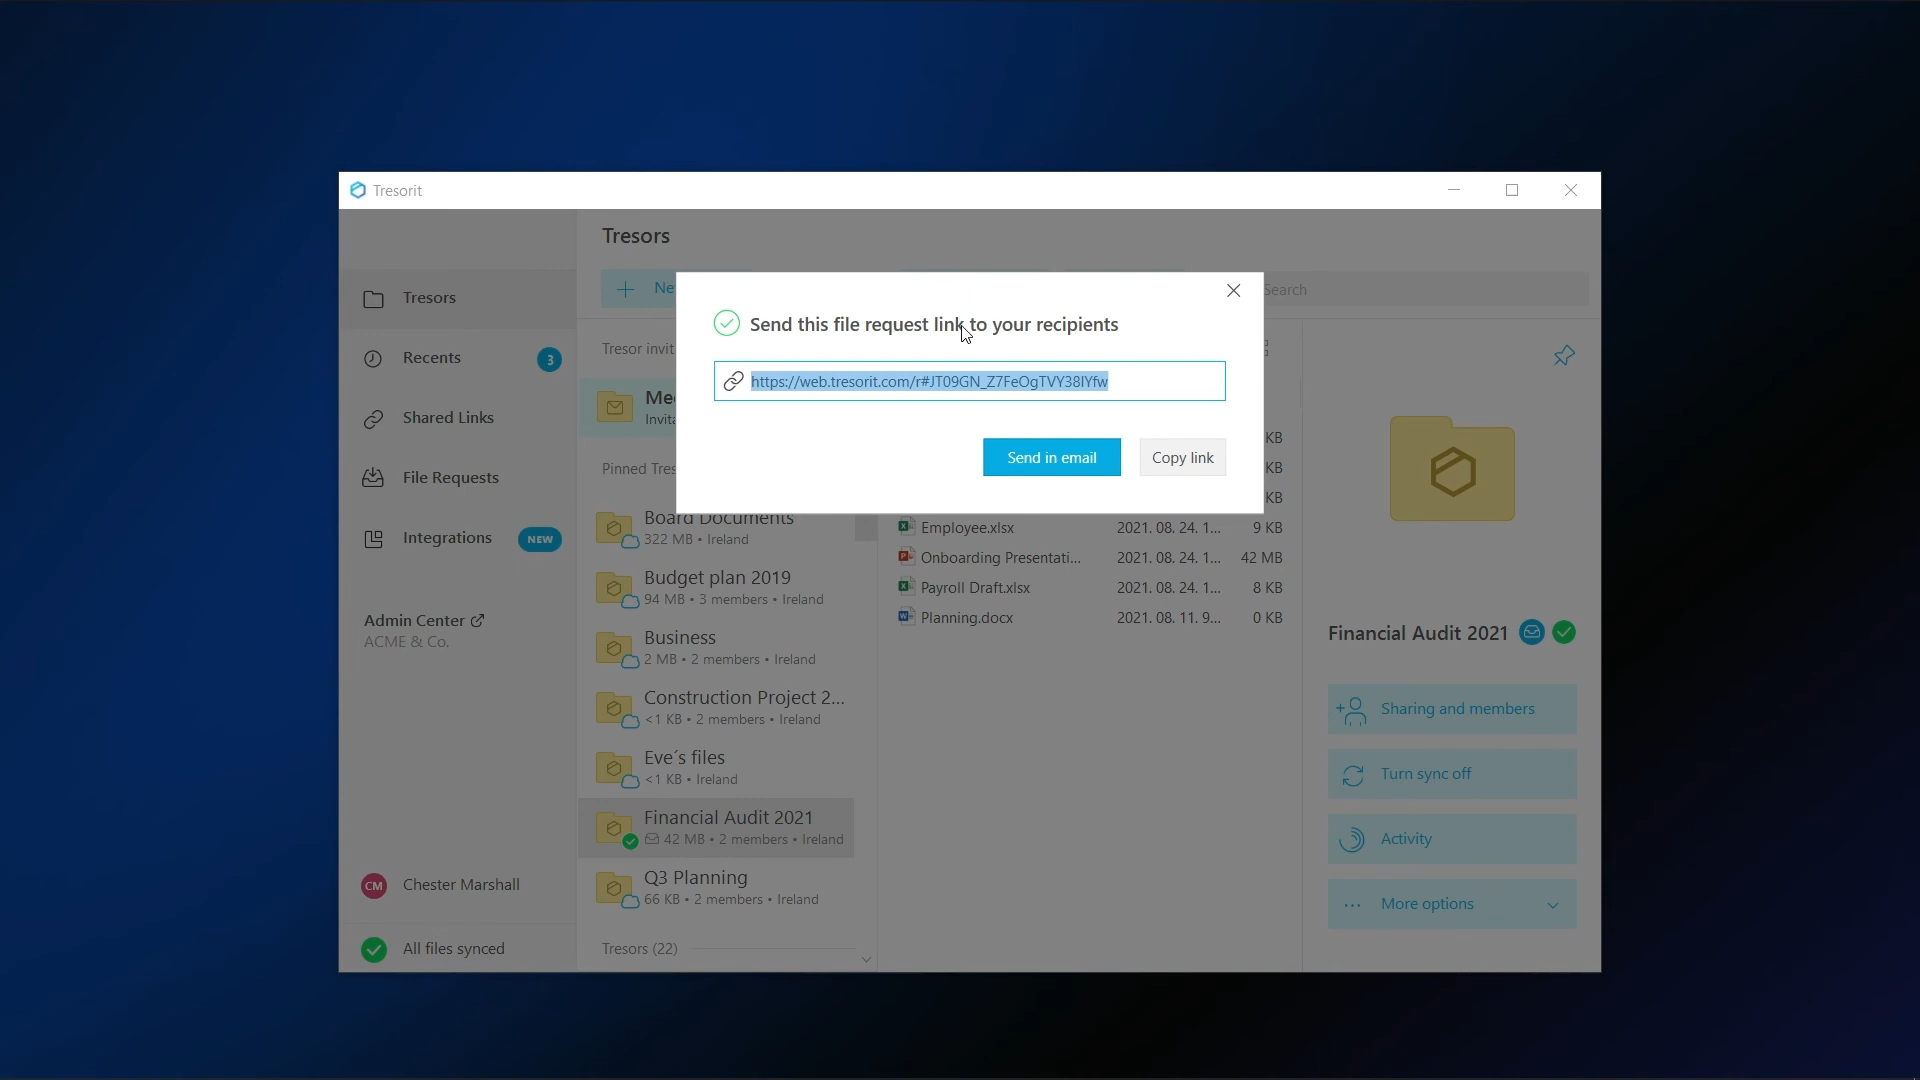 Tresorit
Tresors
Search
Send this file request link to your recipients
https://web.tresorit.com/r#JT09GN_Z7FeOgTVY38IYfw
Send in email
Copy link
Tresors
Recents
3
Shared Links
File Requests
Integrations
NEW
Admin Center
ACME & Co.
CM
Chester Marshall
All files synced
Tresor invit
Pinned Tres
Board Documents
322 MB • Ireland
Budget plan 2019
94 MB • 3 members • Ireland
Business
2 MB • 2 members • Ireland
Construction Project 2...
<1 KB • 2 members • Ireland
Eve´s files
<1 KB • Ireland
Financial Audit 2021
42 MB • 2 members • Ireland
Q3 Planning
66 KB • 2 members • Ireland
Tresors (22)
KB
KB
KB
Employee.xlsx 2021. 08. 24. 1... 9 KB
Onboarding Presentati... 2021. 08. 24. 1... 42 MB
Payroll Draft.xlsx 2021. 08. 24. 1... 8 KB
Planning.docx 2021. 08. 11. 9... 0 KB
Financial Audit 2021
Sharing and members
Turn sync off
Activity
More options